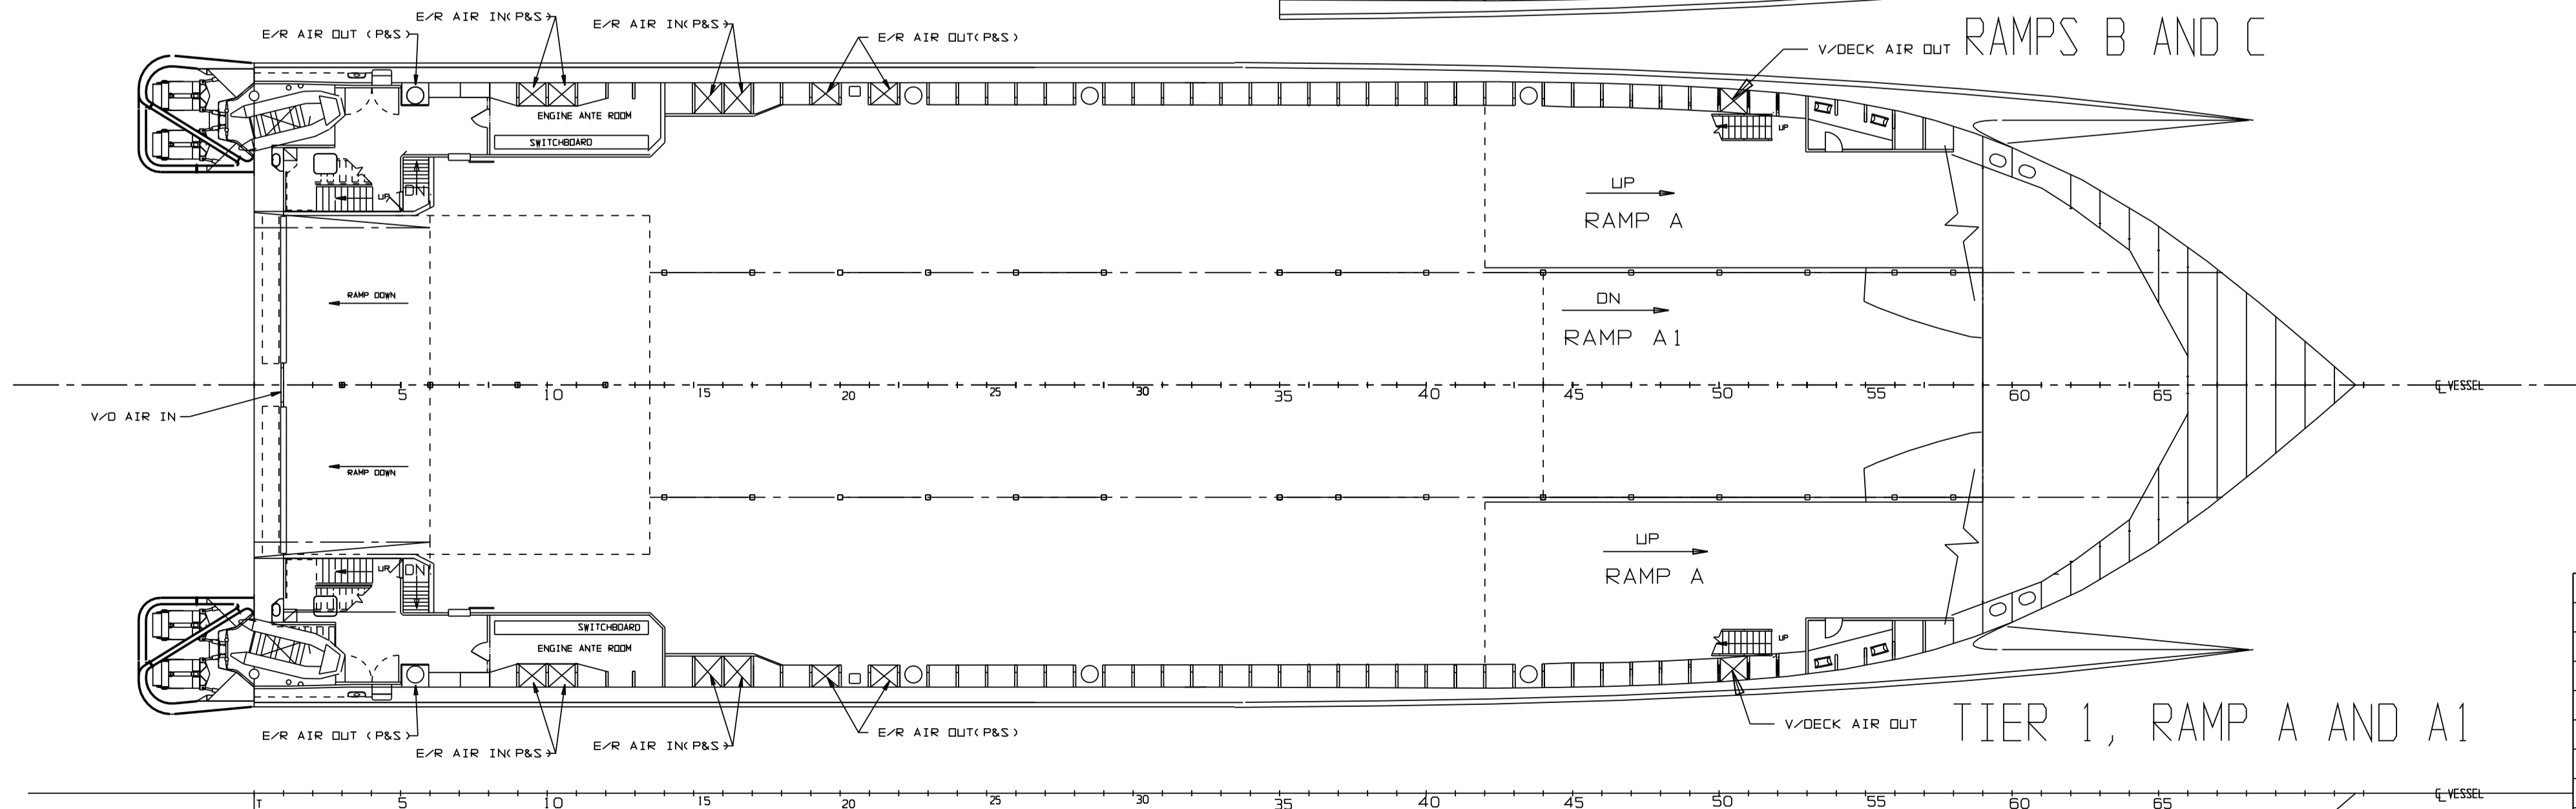 E/R AIR IN(P&S)
E/R AIR IN(P&S)
E/R AIR OUT (P&S)
E/R AIR OUT(P&S)
V/DECK AIR OUT
RAMPS B AND C
ENGINE ANTE ROOM
SWITCHBOARD
UP
UP
DN
UP
RAMP A
RAMP DOWN
DN
RAMP A1
5 10 15 20 25 30 35 40 45 50 55 60 65
℄ VESSEL
V/D AIR IN
RAMP DOWN
UP
RAMP A
UP
DN
SWITCHBOARD
ENGINE ANTE ROOM
UP
E/R AIR OUT (P&S)
E/R AIR IN(P&S)
E/R AIR IN(P&S)
E/R AIR OUT(P&S)
V/DECK AIR OUT
TIER 1, RAMP A AND A1
T 5 10 15 20 25 30 35 40 45 50 55 60 65
℄ VESSEL